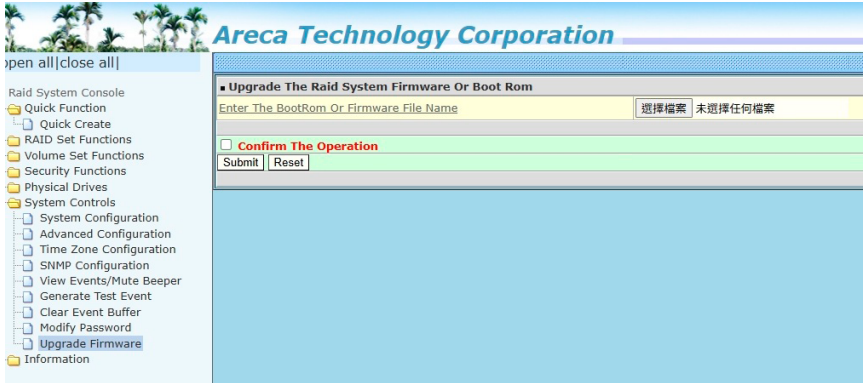 Areca Technology Corporation
open all|close all|
Raid System Console
Quick Function
Quick Create
RAID Set Functions
Volume Set Functions
Security Functions
Physical Drives
System Controls
System Configuration
Advanced Configuration
Time Zone Configuration
SNMP Configuration
View Events/Mute Beeper
Generate Test Event
Clear Event Buffer
Modify Password
Upgrade Firmware
Information
Upgrade The Raid System Firmware Or Boot Rom
Enter The BootRom Or Firmware File Name 選擇檔案 未選擇任何檔案
Confirm The Operation
Submit Reset